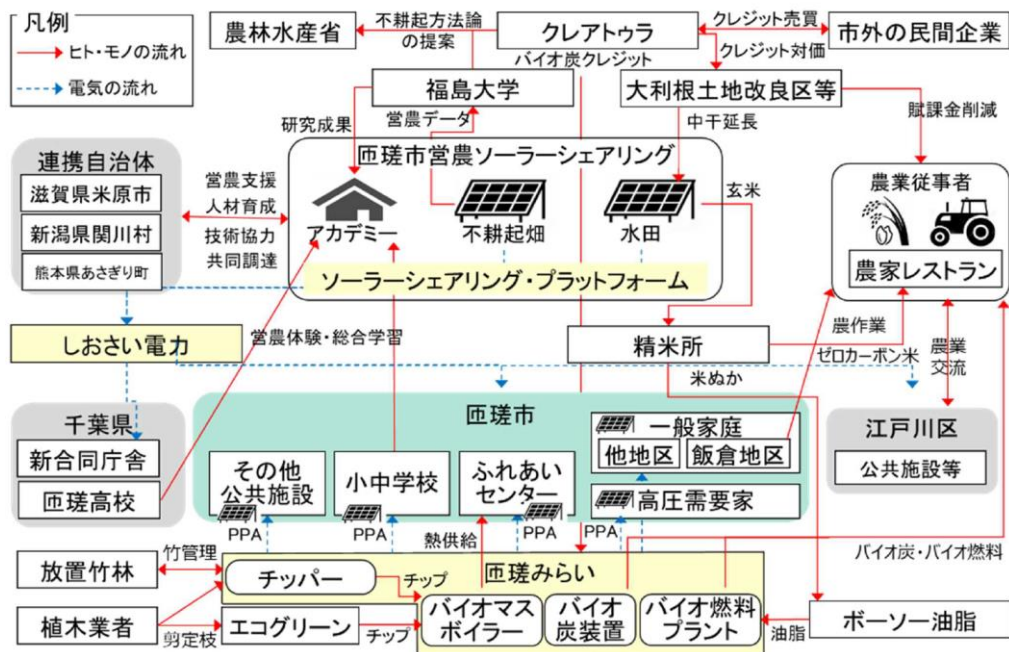 凡例
ヒト・モノの流れ
電気の流れ
農林水産省
不耕起方法論
の提案
クレアトゥラ
クレジット売買
市外の民間企業
バイオ炭クレジット
クレジット対価
福島大学
大利根土地改良区等
研究成果
営農データ
中干延長
賦課金削減
連携自治体
滋賀県米原市
新潟県関川村
熊本県あさぎり町
営農支援
人材育成
技術協力
共同調達
匝瑳市営農ソーラーシェアリング
アカデミー
不耕起畑
水田
ソーラーシェアリング・プラットフォーム
玄米
農業従事者
農家レストラン
しおさい電力
営農体験・総合学習
精米所
農作業
ゼロカーボン米
農業
交流
米ぬか
千葉県
新合同庁舎
匝瑳高校
匝瑳市
その他
公共施設
小中学校
ふれあい
センター
一般家庭
他地区
飯倉地区
高圧需要家
江戸川区
公共施設等
PPA
PPA
熱供給
PPA
PPA
バイオ炭・バイオ燃料
放置竹林
竹管理
植木業者
剪定枝
チッパー
チップ
エコグリーン
チップ
匝瑳みらい
バイオマス
ボイラー
バイオ
炭装置
バイオ燃料
プラント
油脂
ボーソー油脂